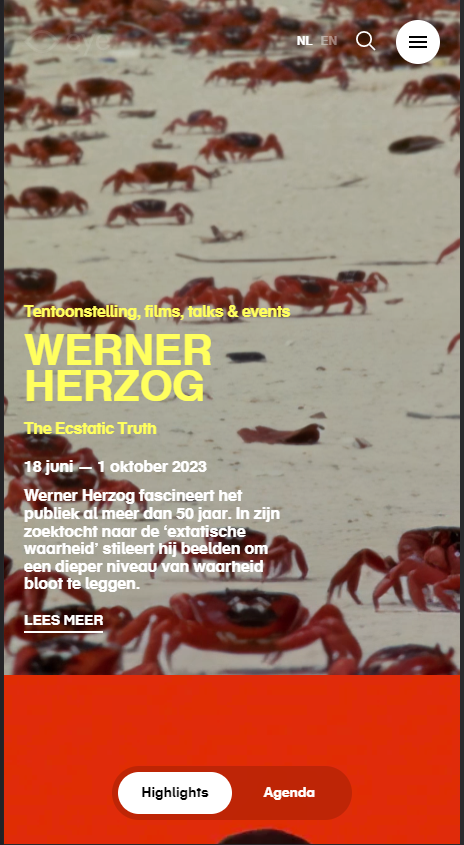 NL EN
Tentoonstelling, films, talks & events
WERNER
HERZOG
The Ecstatic Truth
18 juni — 1 oktober 2023
Werner Herzog fascineert het
publiek al meer dan 50 jaar. In zijn
zoektocht naar de ‘extatische
waarheid’ stileert hij beelden om
een dieper niveau van waarheid
bloot te leggen.
LEES MEER
Highlights
Agenda